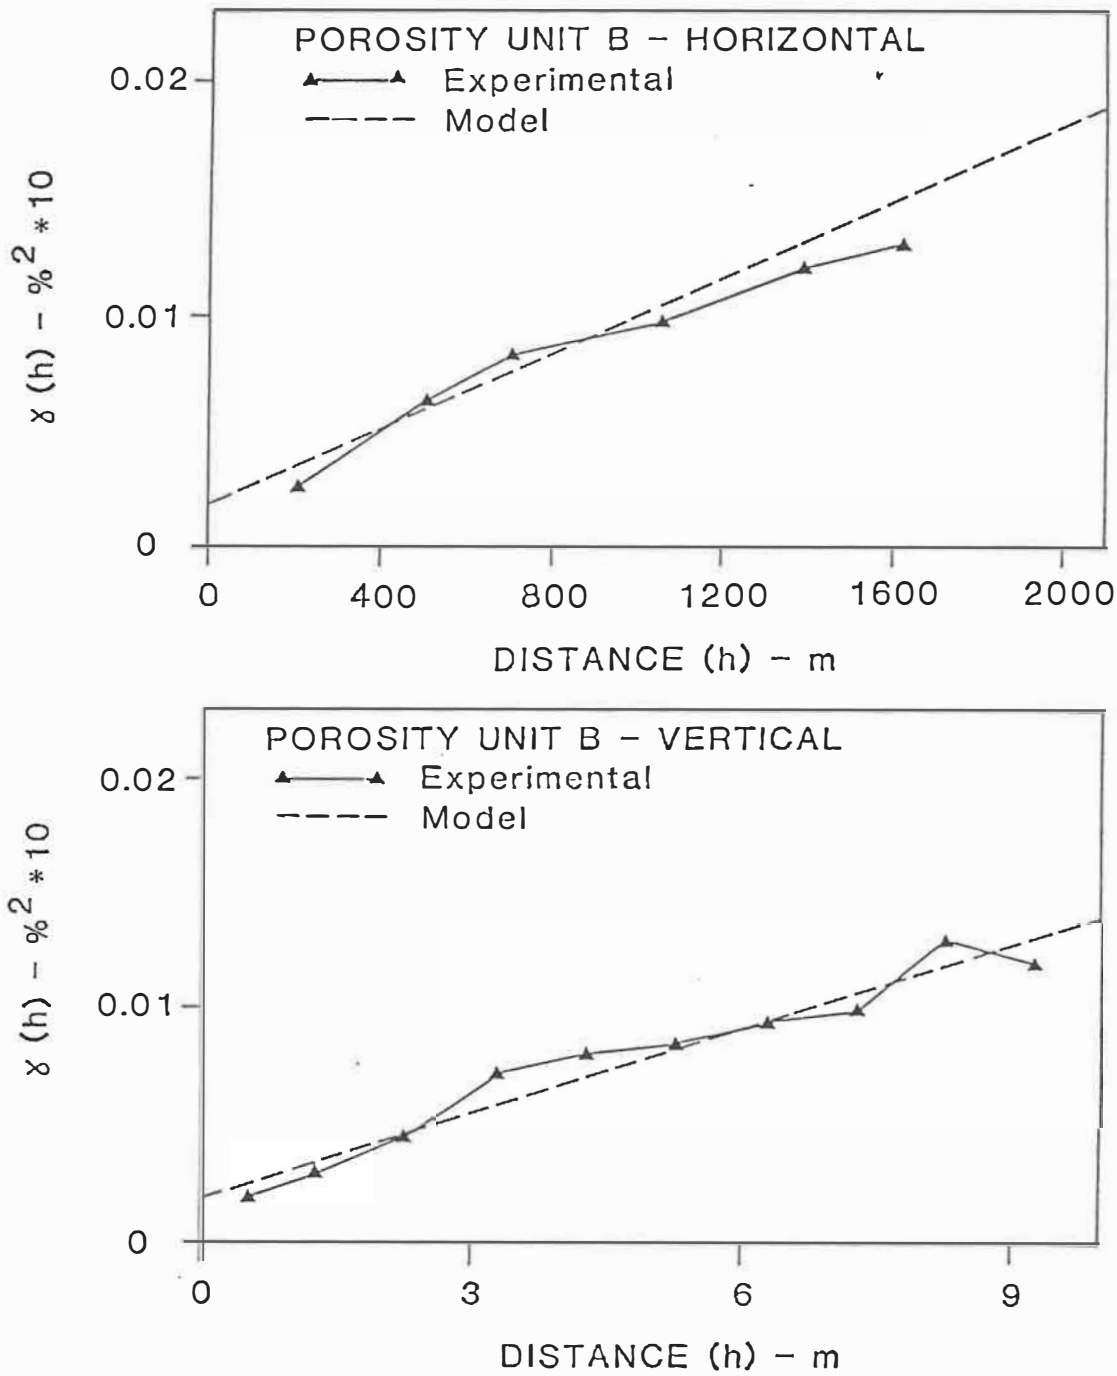 POROSITY UNIT B – HORIZONTAL
Experimental
Model
0.02
0.01
0
γ (h) – %² *10
0 400 800 1200 1600 2000
DISTANCE (h) – m
POROSITY UNIT B – VERTICAL
Experimental
Model
0.02
0.01
0
γ (h) – %² *10
0 3 6 9
DISTANCE (h) – m